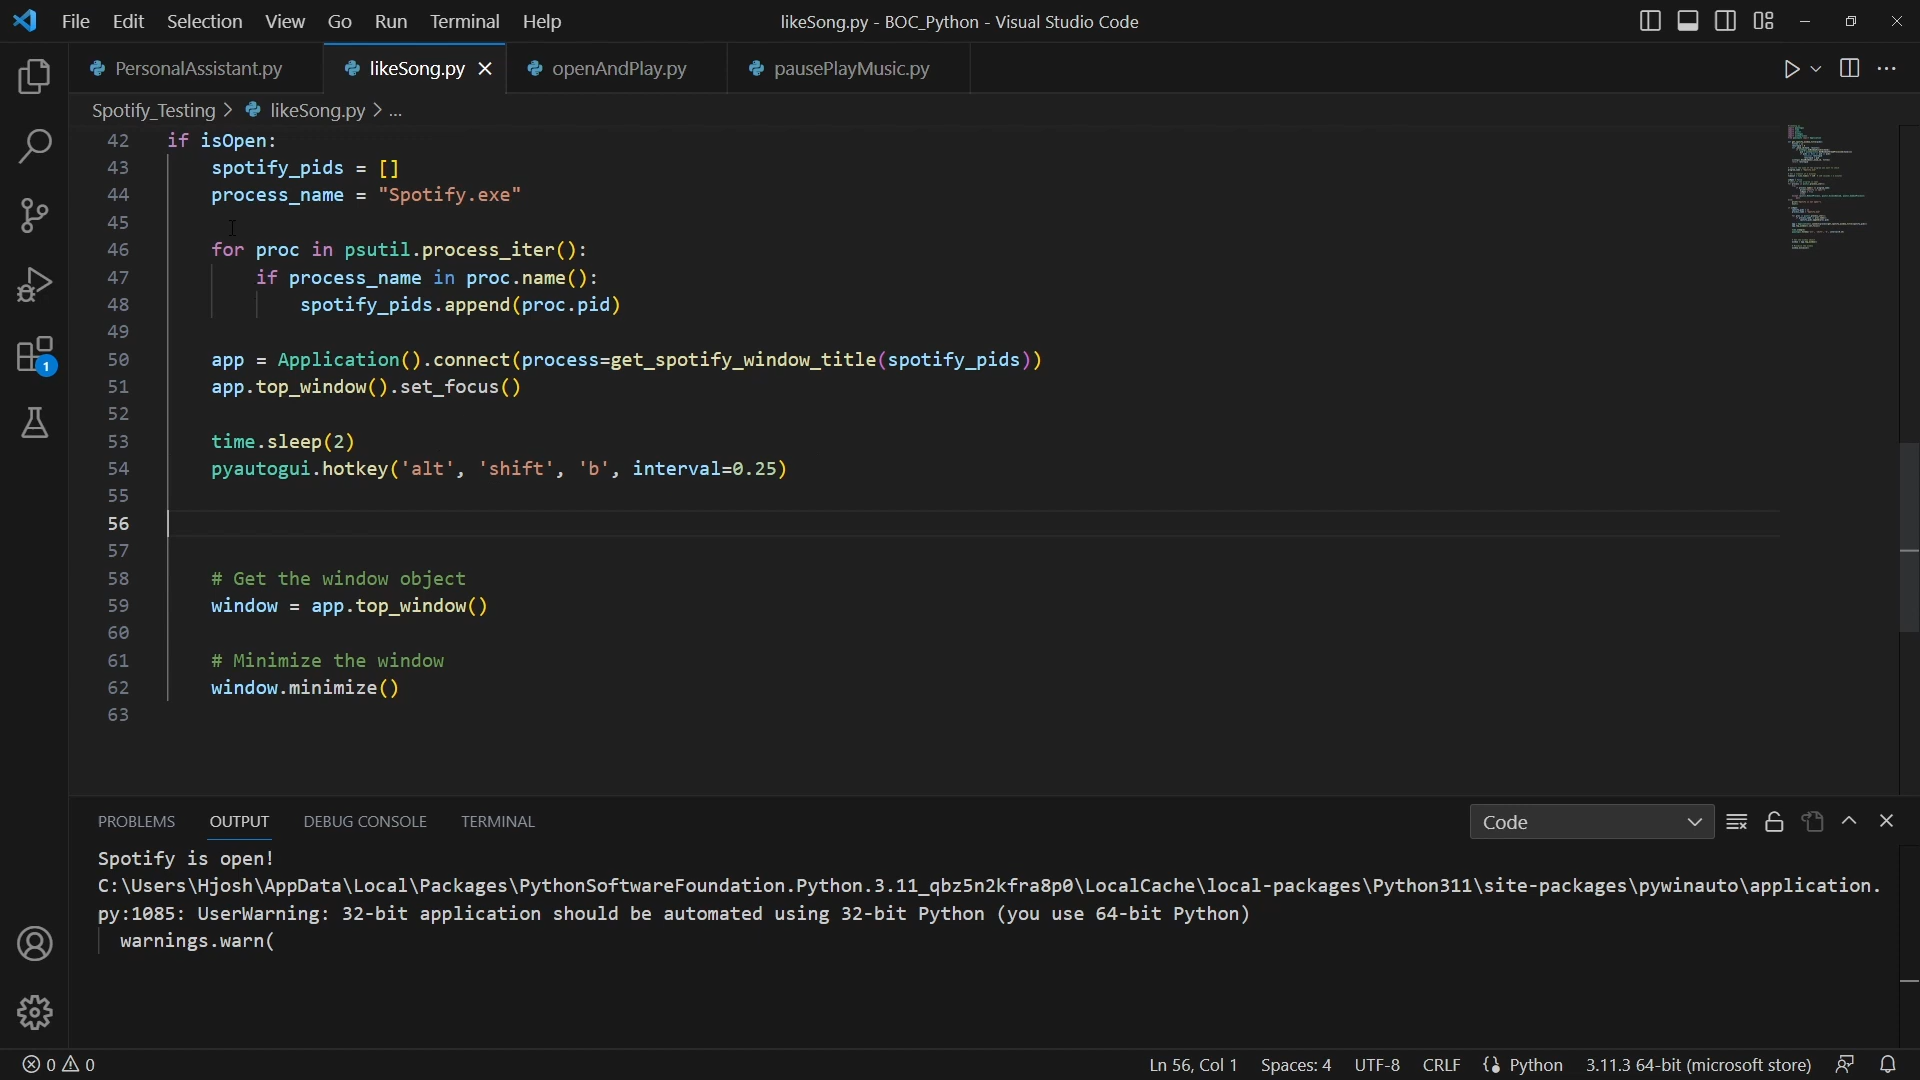 File Edit Selection View Go Run Terminal Help likeSong.py - BOC_Python - Visual Studio Code
PersonalAssistant.py likeSong.py openAndPlay.py pausePlayMusic.py
Spotify_Testing > likeSong.py > ...
42 if isOpen:
43 spotify_pids = []
44 process_name = "Spotify.exe"
45
46 for proc in psutil.process_iter():
47 if process_name in proc.name():
48 spotify_pids.append(proc.pid)
49
50 app = Application().connect(process=get_spotify_window_title(spotify_pids))
51 app.top_window().set_focus()
52
53 time.sleep(2)
54 pyautogui.hotkey('alt', 'shift', 'b', interval=0.25)
55
56
57
58 # Get the window object
59 window = app.top_window()
60
61 # Minimize the window
62 window.minimize()
63
1
PROBLEMS OUTPUT DEBUG CONSOLE TERMINAL Code
Spotify is open!
C:\Users\Hjosh\AppData\Local\Packages\PythonSoftwareFoundation.Python.3.11_qbz5n2kfra8p0\LocalCache\local-packages\Python311\site-packages\pywinauto\application.
py:1085: UserWarning: 32-bit application should be automated using 32-bit Python (you use 64-bit Python)
warnings.warn(
0 0 Ln 56, Col 1 Spaces: 4 UTF-8 CRLF Python 3.11.3 64-bit (microsoft store)